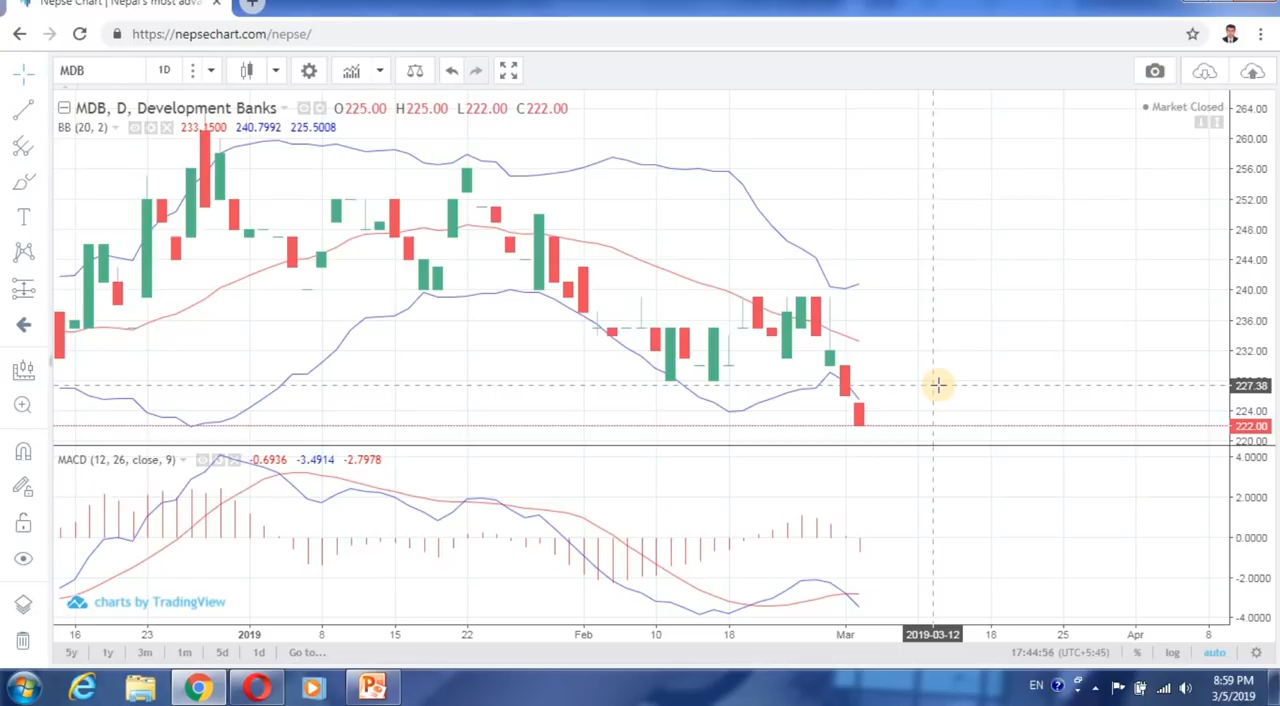 Nepse Chart | Nepal's most adva
https://nepsechart.com/nepse/
MDB 1D
MDB, D, Development Banks O225.00 H225.00 L222.00 C222.00
Market Closed
BB (20, 2) 233.1500 240.7992 225.5008
264.00
260.00
256.00
252.00
248.00
244.00
240.00
236.00
232.00
227.38
224.00
222.00
220.00
MACD (12, 26, close, 9) -0.6936 -3.4914 -2.7978
4.0000
2.0000
0.0000
-2.0000
-4.0000
charts by TradingView
16 23 2019 8 15 22 Feb 10 18 Mar 2019-03-12 18 25 Apr 8
5y 1y 3m 1m 5d 1d Go to... 17:44:56 (UTC+5:45) % log auto
EN 8:59 PM
3/5/2019